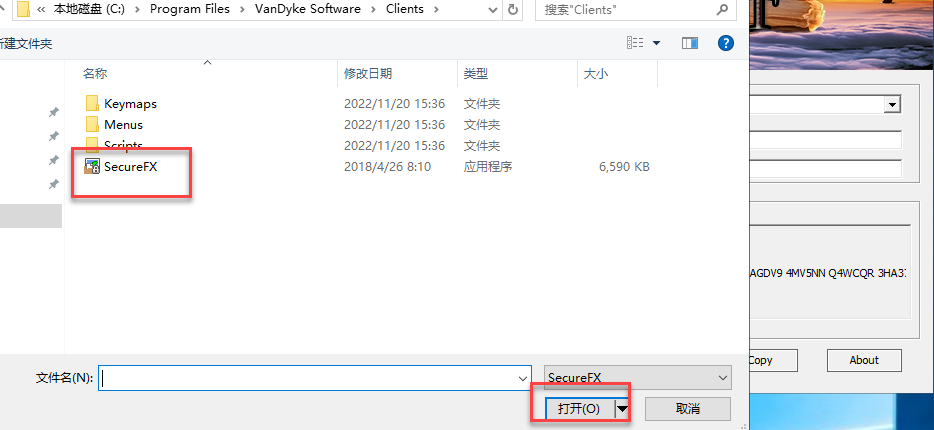 « 本地磁盘 (C:) › Program Files › VanDyke Software › Clients ›
搜索"Clients"
新建文件夹
名称 修改日期 类型 大小
Keymaps 2022/11/20 15:36 文件夹
Menus 2022/11/20 15:36 文件夹
Scripts 2022/11/20 15:36 文件夹
SecureFX 2018/4/26 8:10 应用程序 6,590 KB
AGDV9 4MV5NN Q4WCQR 3HA37
Copy About
文件名(N): SecureFX
打开(O) 取消